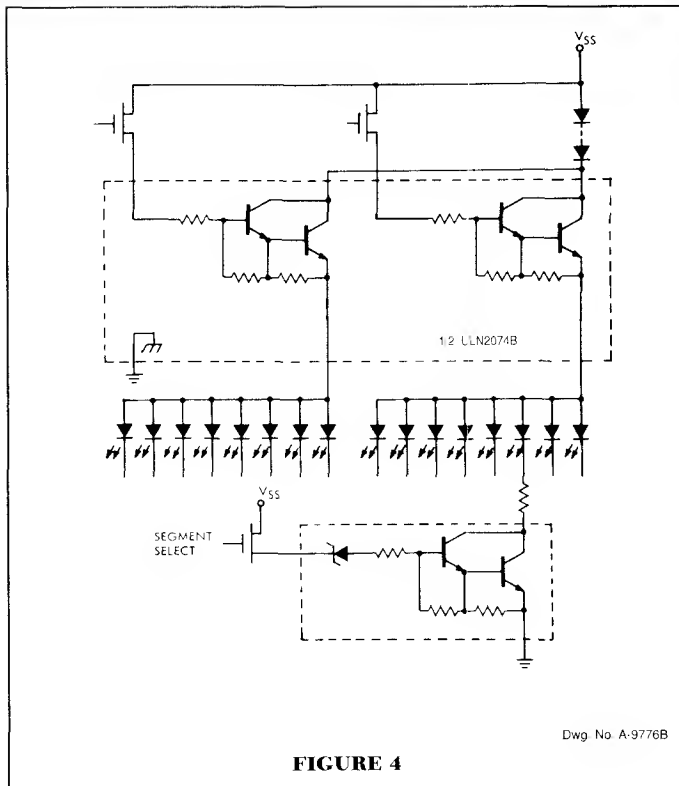 VSS
1/2 ULN2074B
VSS
SEGMENT
SELECT
Dwg. No. A-9776B
FIGURE 4